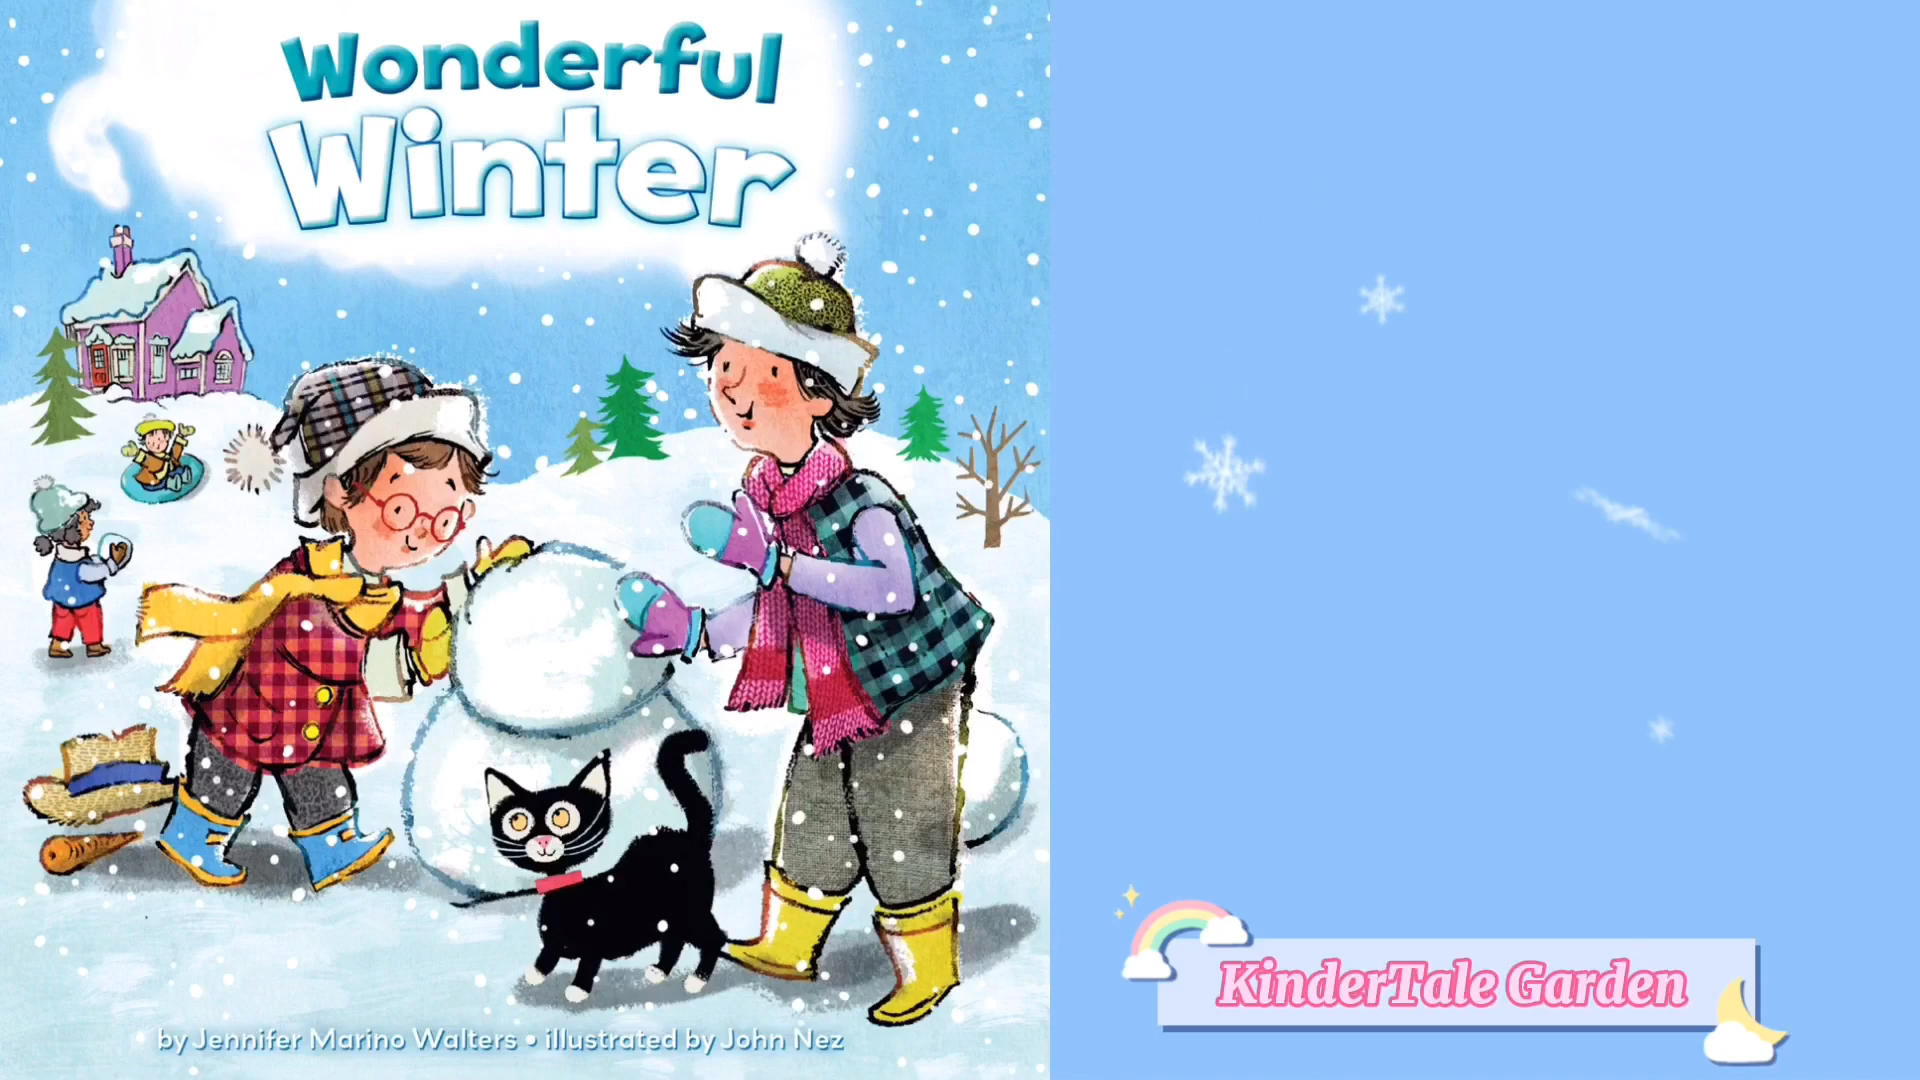 Wonderful
Winter
by Jennifer Marino Walters • illustrated by John Nez
KinderTale Garden